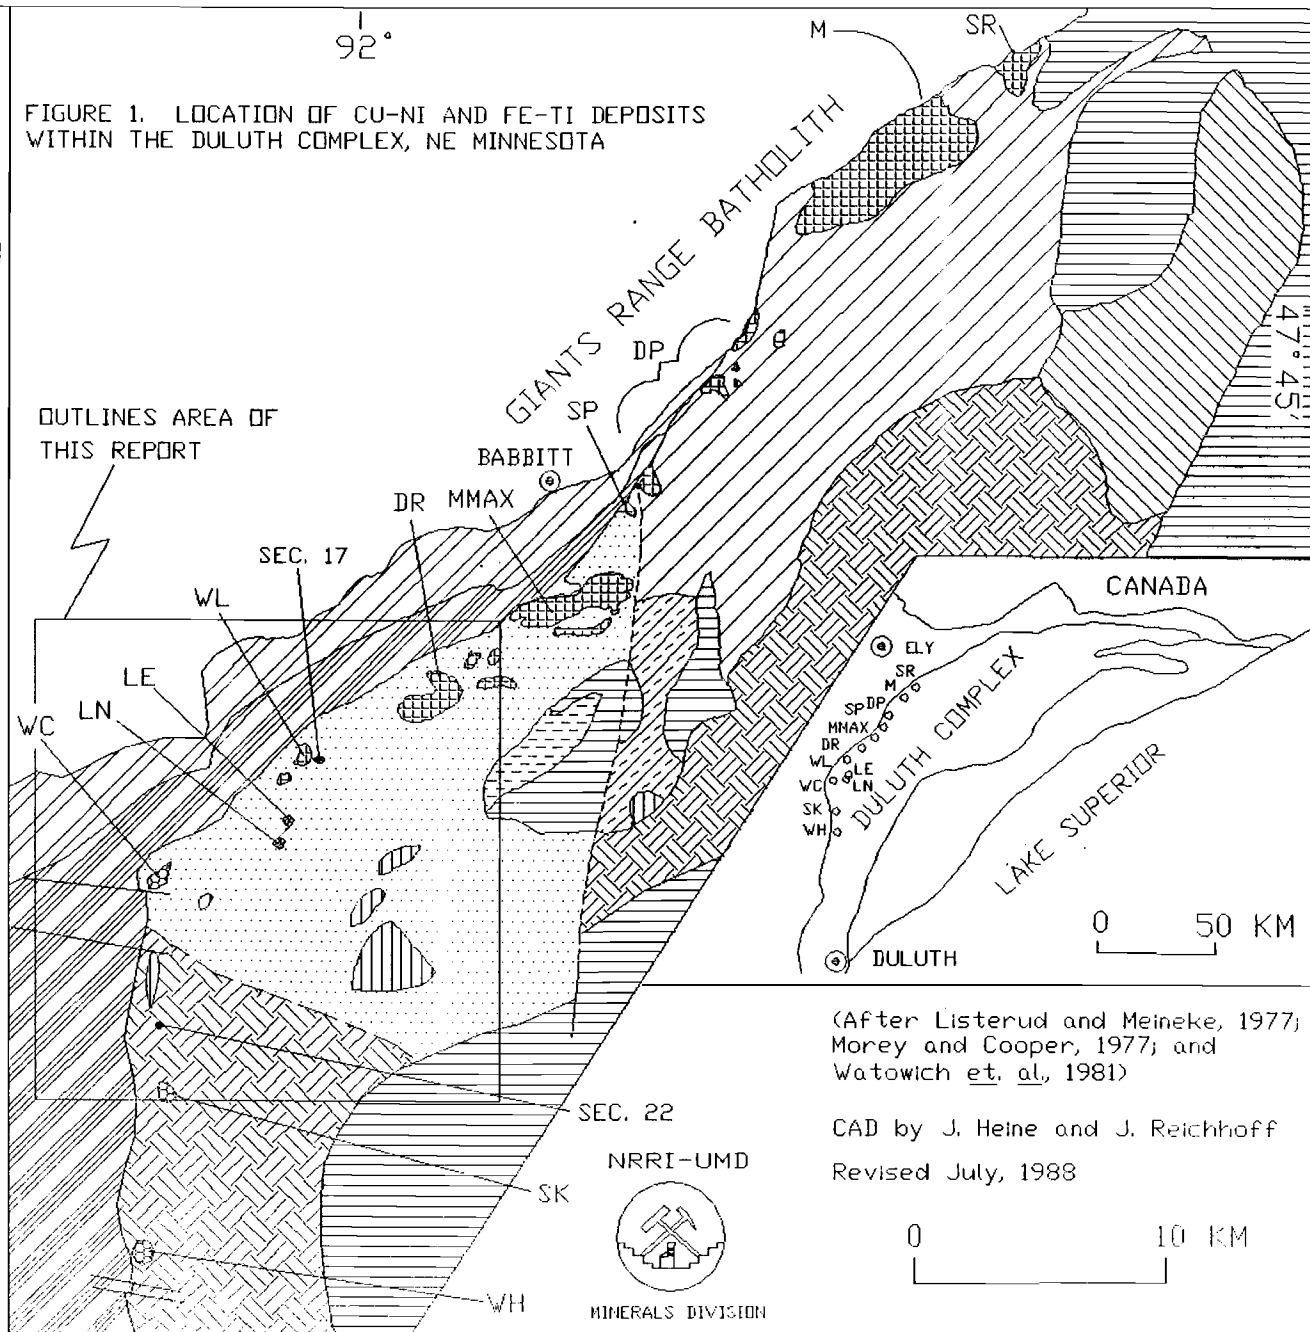 92°
M
SR
FIGURE 1. LOCATION OF CU-NI AND FE-TI DEPOSITS
WITHIN THE DULUTH COMPLEX, NE MINNESOTA
GIANTS RANGE BATHOLITH
47°45'
DP
SP
OUTLINES AREA OF
THIS REPORT
BABBITT
DR
MMAX
SEC. 17
WL
LE
LN
WC
CANADA
ELY
SR
M
DP
SP
MMAX
DR
WL
LE
WC
LN
SK
WH
DULUTH COMPLEX
LAKE SUPERIOR
0 50 KM
DULUTH
(After Listerud and Meineke, 1977;
Morey and Cooper, 1977; and
Watowich et. al., 1981)
CAD by J. Heine and J. Reichhoff
Revised July, 1988
SEC. 22
NRRI-UMD
SK
WH
MINERALS DIVISION
0 10 KM